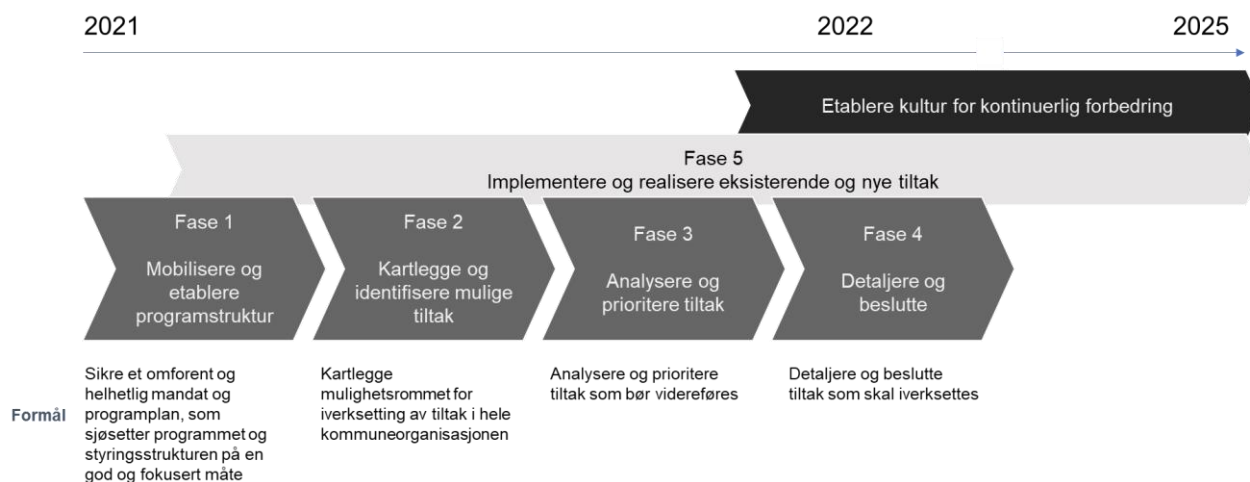 2021
2022
2025
Etablere kultur for kontinuerlig forbedring
Fase 5
Implementere og realisere eksisterende og nye tiltak
Fase 1
Mobilisere og
etablere
programstruktur
Fase 2
Kartlegge og
identifisere mulige
tiltak
Fase 3
Analysere og
prioritere tiltak
Fase 4
Detaljere og
beslutte
Formål
Sikre et omforent og
helhetlig mandat og
programplan, som
sjøsetter programmet og
styringsstrukturen på en
god og fokusert måte
Kartlegge
mulighetsrommet for
iverksetting av tiltak i hele
kommuneorganisasjonen
Analysere og prioritere
tiltak som bør videreføres
Detaljere og beslutte
tiltak som skal iverksettes